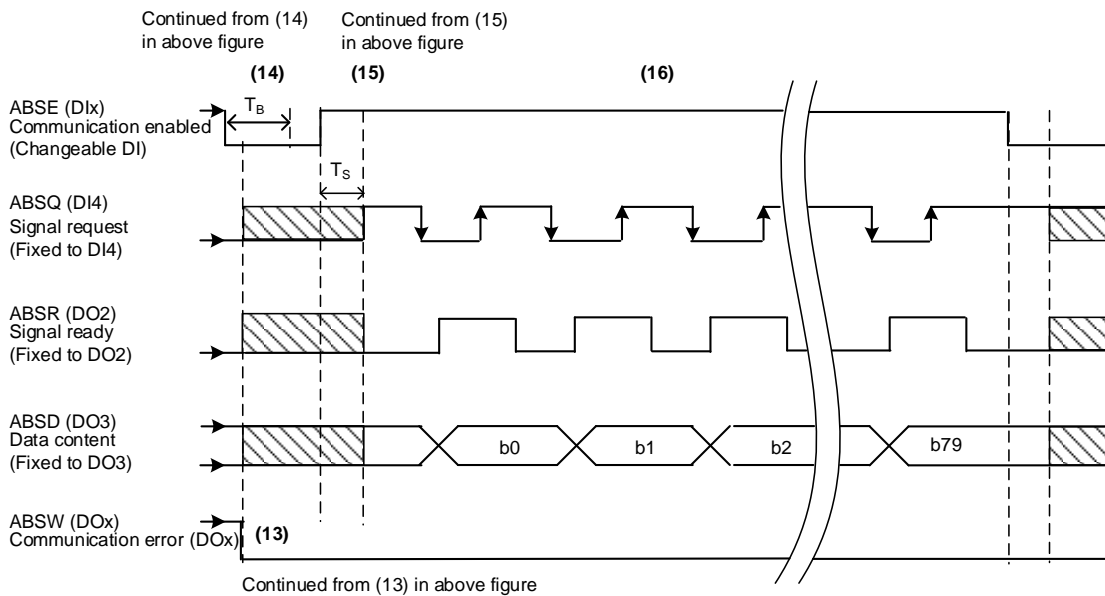 Continued from (14)
in above figure
Continued from (15)
in above figure
(14)
(15)
(16)
ABSE (DIx)
Communication enabled
(Changeable DI)
TB
TS
ABSQ (DI4)
Signal request
(Fixed to DI4)
ABSR (DO2)
Signal ready
(Fixed to DO2)
ABSD (DO3)
Data content
(Fixed to DO3)
b0
b1
b2
b79
ABSW (DOx)
Communication error (DOx)
(13)
Continued from (13) in above figure